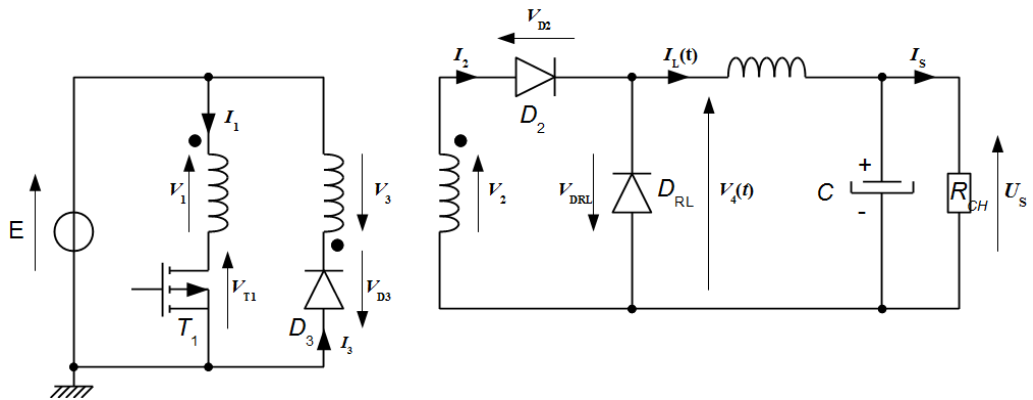 V_D2
I_2
I_L(t)
I_S
D_2
I_1
V_1
V_3
V_2
V_DRL
D_RL
V_4(t)
C
+
-
R_CH
U_S
E
V_T1
V_D3
T_1
D_3
I_3